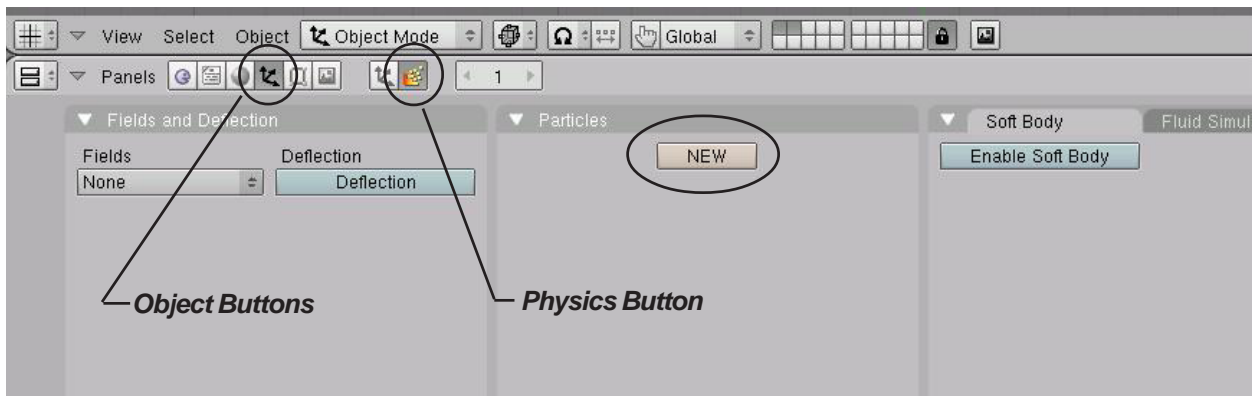 View Select Object Object Mode Global
Panels 1
Fields and Deflection Particles Soft Body Fluid Simul
Fields Deflection NEW Enable Soft Body
None Deflection
Object Buttons Physics Button